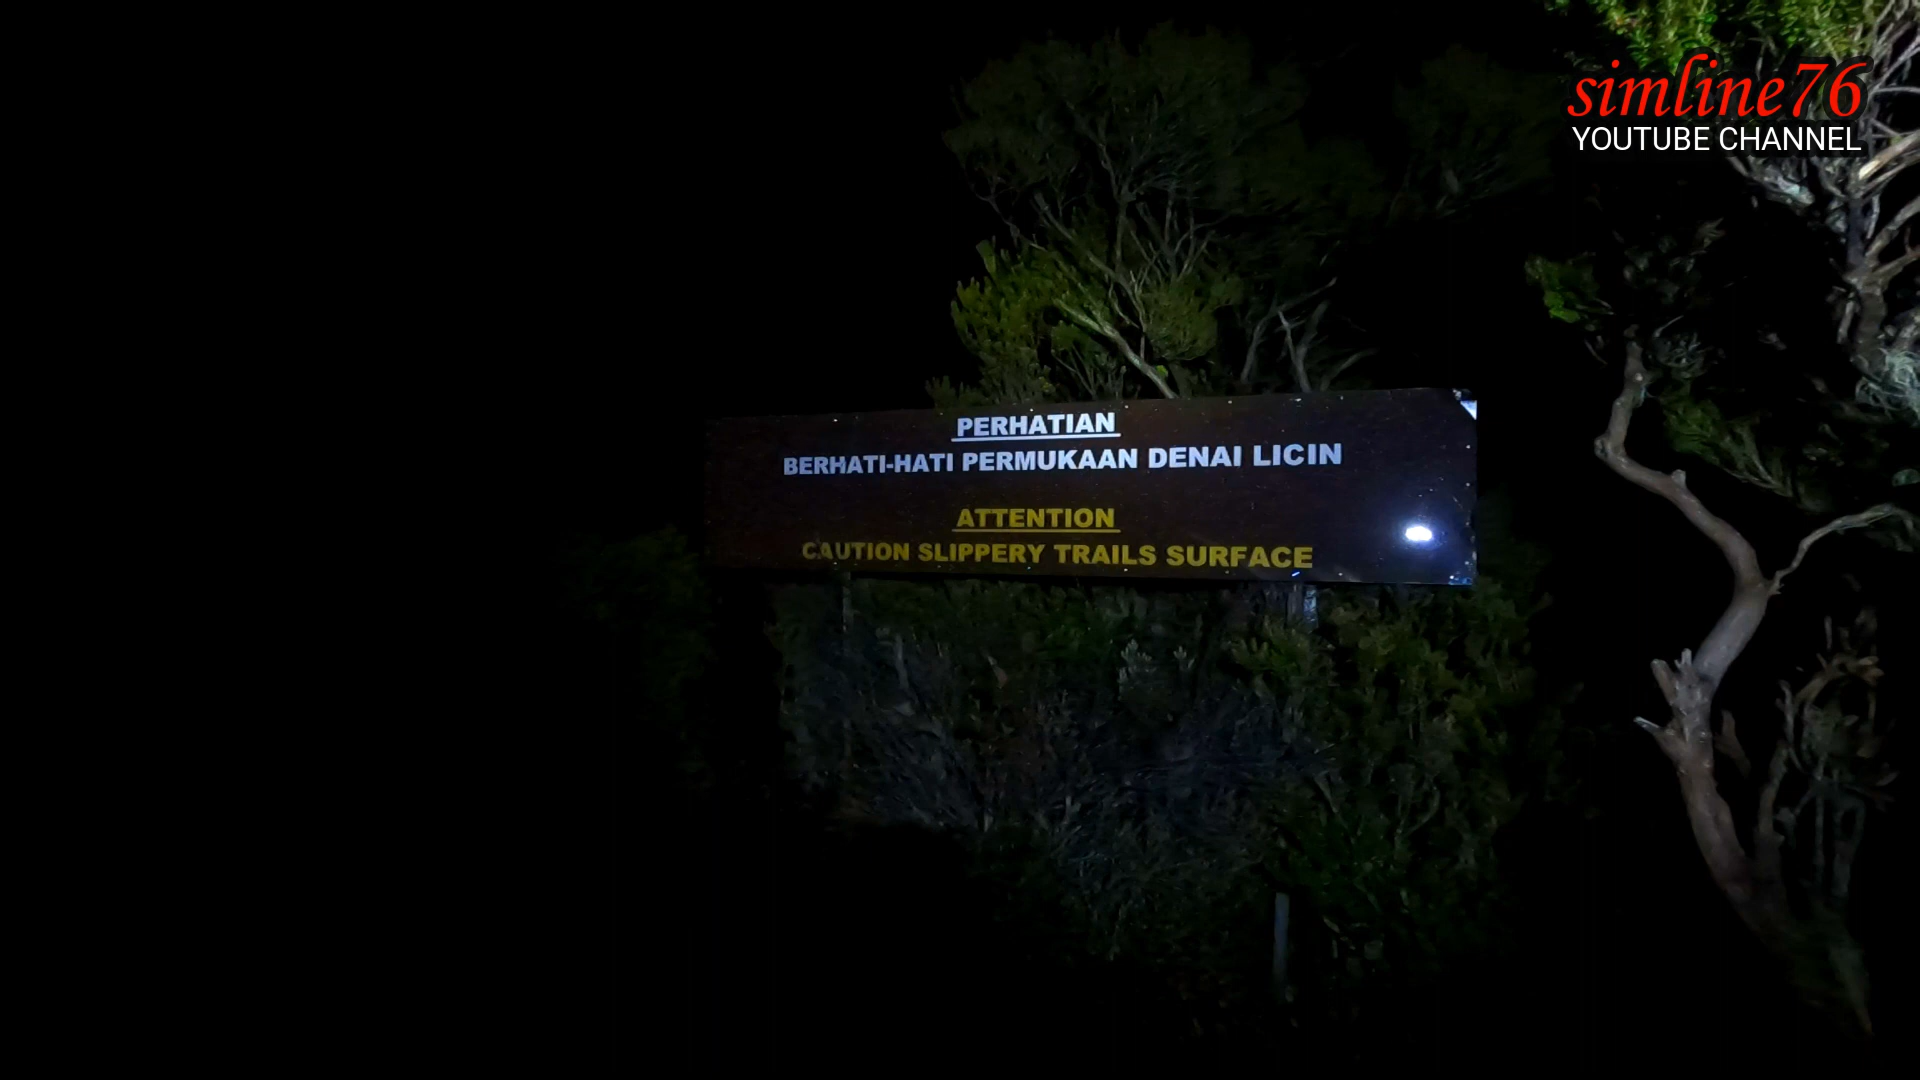 simline76
YOUTUBE CHANNEL
PERHATIAN
BERHATI-HATI PERMUKAAN DENAI LICIN
ATTENTION
CAUTION SLIPPERY TRAILS SURFACE